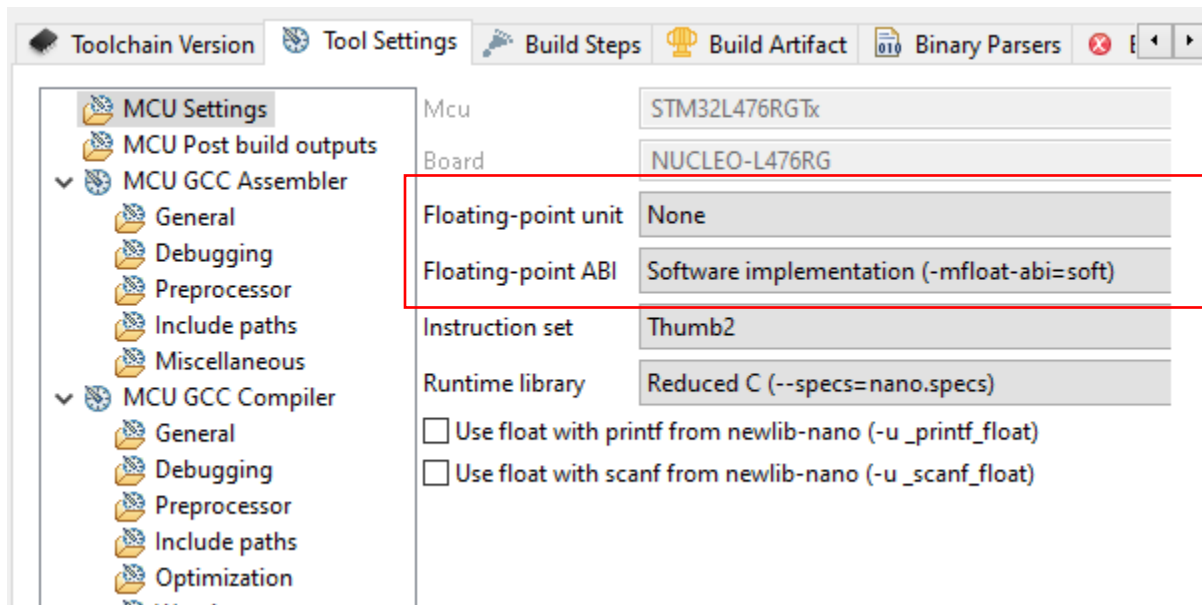 Toolchain Version Tool Settings Build Steps Build Artifact Binary Parsers
MCU Settings
MCU Post build outputs
MCU GCC Assembler
General
Debugging
Preprocessor
Include paths
Miscellaneous
MCU GCC Compiler
General
Debugging
Preprocessor
Include paths
Optimization
Mcu STM32L476RGTx
Board NUCLEO-L476RG
Floating-point unit None
Floating-point ABI Software implementation (-mfloat-abi=soft)
Instruction set Thumb2
Runtime library Reduced C (--specs=nano.specs)
Use float with printf from newlib-nano (-u _printf_float)
Use float with scanf from newlib-nano (-u _scanf_float)